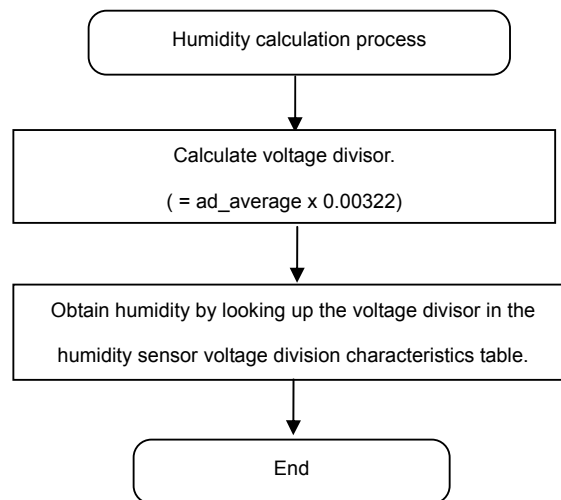 Humidity calculation process
Calculate voltage divisor.
( = ad_average x 0.00322)
Obtain humidity by looking up the voltage divisor in the
humidity sensor voltage division characteristics table.
End